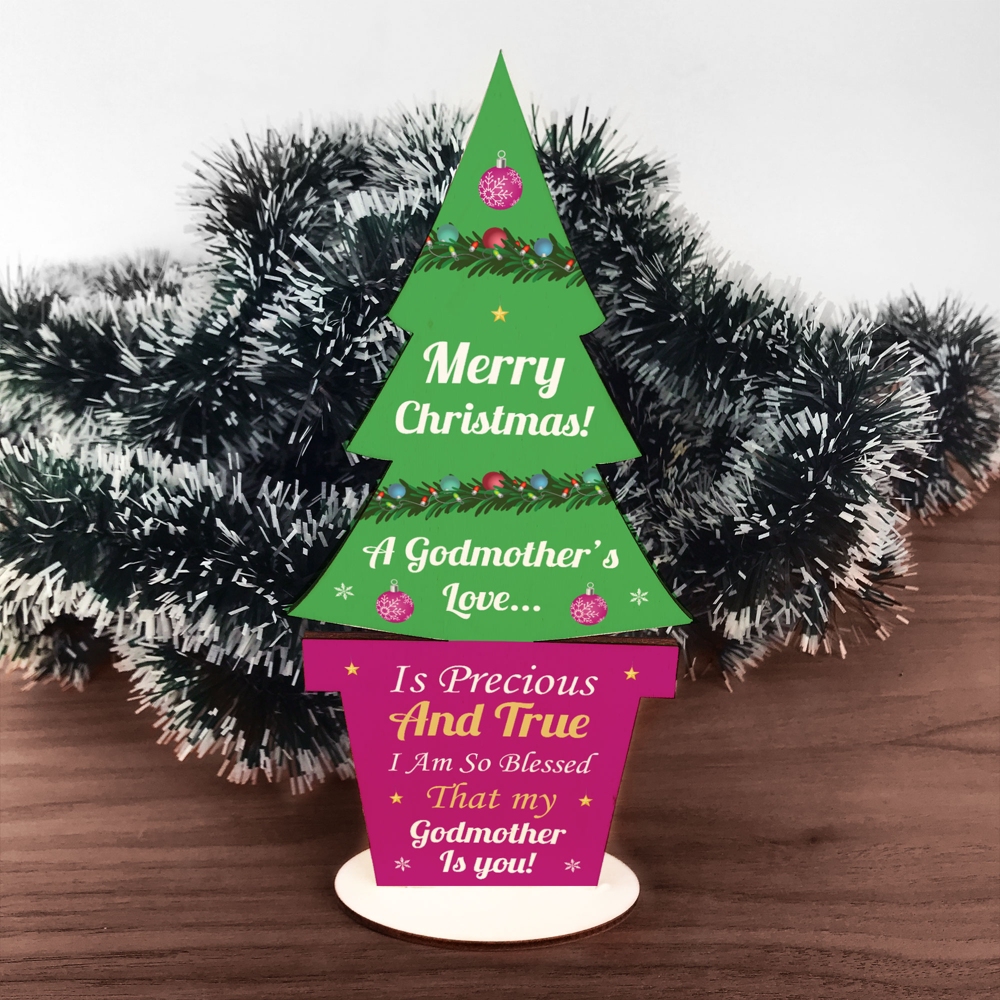 Merry
Christmas!
A Godmother's
Love...
Is Precious
And True
I Am So Blessed
That my
Godmother
Is you!